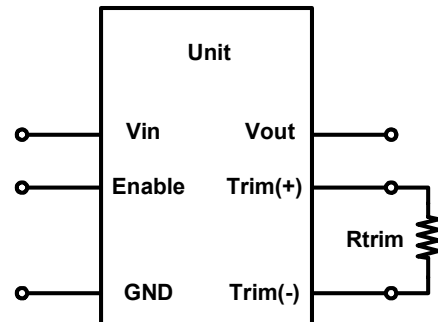 Unit
Vin Vout
Enable Trim(+)
Rtrim
GND Trim(-)